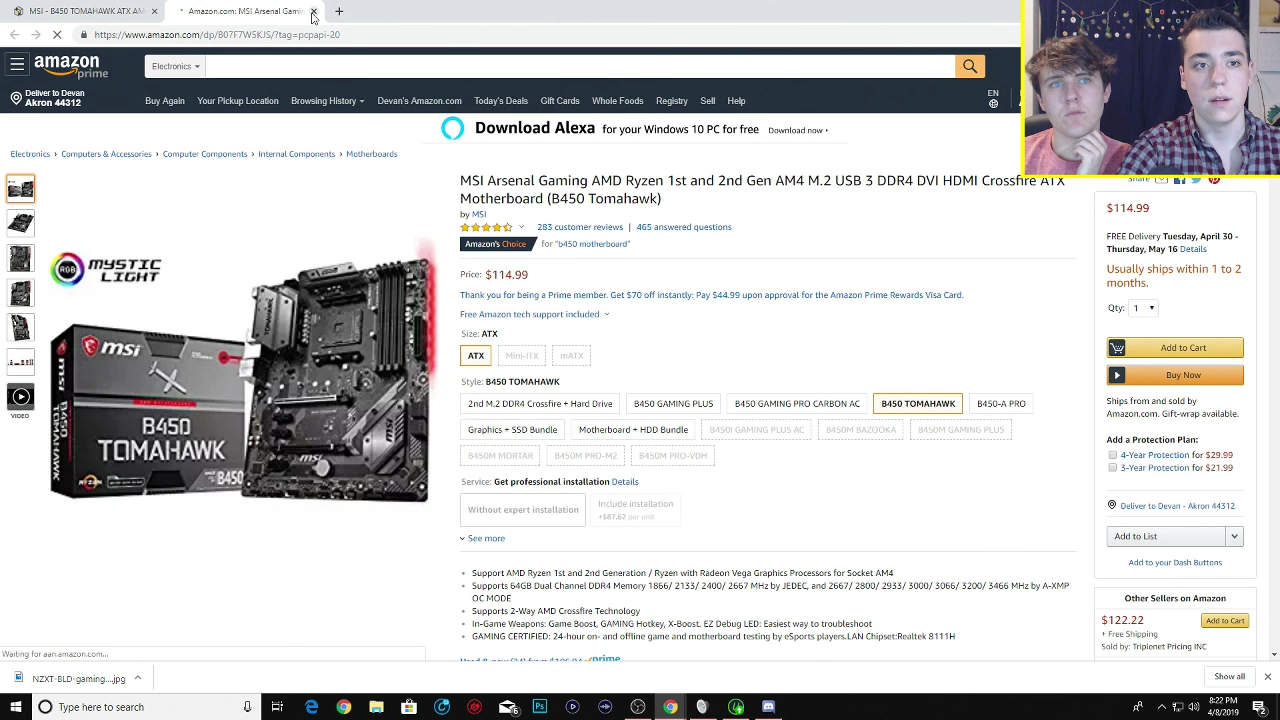 MSI - B450 TOMAHAWK ATX AM
Amazon.com: MSI Arsenal Gamin
https://www.amazon.com/dp/B07F7W5KJS/?tag=pcpapi-20
amazon prime
Electronics
Deliver to Devan
Akron 44312
Buy Again Your Pickup Location Browsing History Devan's Amazon.com Today's Deals Gift Cards Whole Foods Registry Sell Help
EN
Download Alexa for your Windows 10 PC for free Download now
Electronics › Computers & Accessories › Computer Components › Internal Components › Motherboards
MSI Arsenal Gaming AMD Ryzen 1st and 2nd Gen AM4 M.2 USB 3 DDR4 DVI HDMI Crossfire ATX
Motherboard (B450 Tomahawk)
by MSI
283 customer reviews | 465 answered questions
Amazon's Choice for "b450 motherboard"
Price: $114.99
Thank you for being a Prime member. Get $70 off instantly: Pay $44.99 upon approval for the Amazon Prime Rewards Visa Card.
Free Amazon tech support included
Size: ATX
ATX Mini-ITX mATX
Style: B450 TOMAHAWK
2nd M.2 DDR4 Crossfire + Hard Drive B450 GAMING PLUS B450 GAMING PRO CARBON AC B450 TOMAHAWK B450-A PRO
Graphics + SSD Bundle Motherboard + HDD Bundle B450I GAMING PLUS AC B450M BAZOOKA B450M GAMING PLUS
B450M MORTAR B450M PRO-M2 B450M PRO-VDH
Service: Get professional installation Details
Without expert installation
Include installation
+$87.62 per unit
See more
Support AMD Ryzen 1st and 2nd Generation / Ryzen with Radeon Vega Graphics Processors for Socket AM4
Supports 64GB Dual Channel DDR4 Memory 1866/ 2133/ 2400/ 2667 MHz by JEDEC, and 2667/ 2800/ 2933/ 3000/ 3066/ 3200/ 3466 MHz by A-XMP
OC MODE
Supports 2-Way AMD Crossfire Technology
In-Game Weapons: Game Boost, GAMING Hotkey, X-Boost. EZ Debug LED: Easiest way to troubleshoot
GAMING CERTIFIED: 24-hour on- and offline game and motherboard testing by eSports players.LAN Chipset:Realtek 8111H
RGB MYSTIC LIGHT
msi
B450
TOMAHAWK
VIDEO
Share
$114.99
FREE Delivery Tuesday, April 30 -
Thursday, May 16 Details
Usually ships within 1 to 2
months.
Qty: 1
Add to Cart
Buy Now
Ships from and sold by
Amazon.com. Gift-wrap available.
Add a Protection Plan:
4-Year Protection for $29.99
3-Year Protection for $21.99
Deliver to Devan - Akron 44312
Add to List
Add to your Dash Buttons
Other Sellers on Amazon
$122.22 Add to Cart
+ Free Shipping
Sold by: Triplenet Pricing INC
Waiting for aan.amazon.com...
NZXT-BLD-gaming....jpg
Show all
Type here to search
8:22 PM
4/8/2019